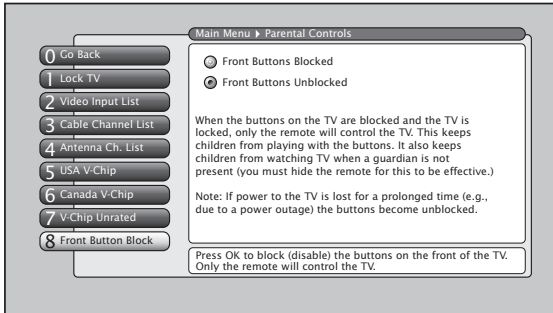 Main Menu ▶ Parental Controls
0 Go Back
1 Lock TV
2 Video Input List
3 Cable Channel List
4 Antenna Ch. List
5 USA V-Chip
6 Canada V-Chip
7 V-Chip Unrated
8 Front Button Block
Front Buttons Blocked
Front Buttons Unblocked
When the buttons on the TV are blocked and the TV is
locked, only the remote will control the TV. This keeps
children from playing with the buttons. It also keeps
children from watching TV when a guardian is not
present (you must hide the remote for this to be effective.)
Note: If power to the TV is lost for a prolonged time (e.g.,
due to a power outage) the buttons become unblocked.
Press OK to block (disable) the buttons on the front of the TV.
Only the remote will control the TV.